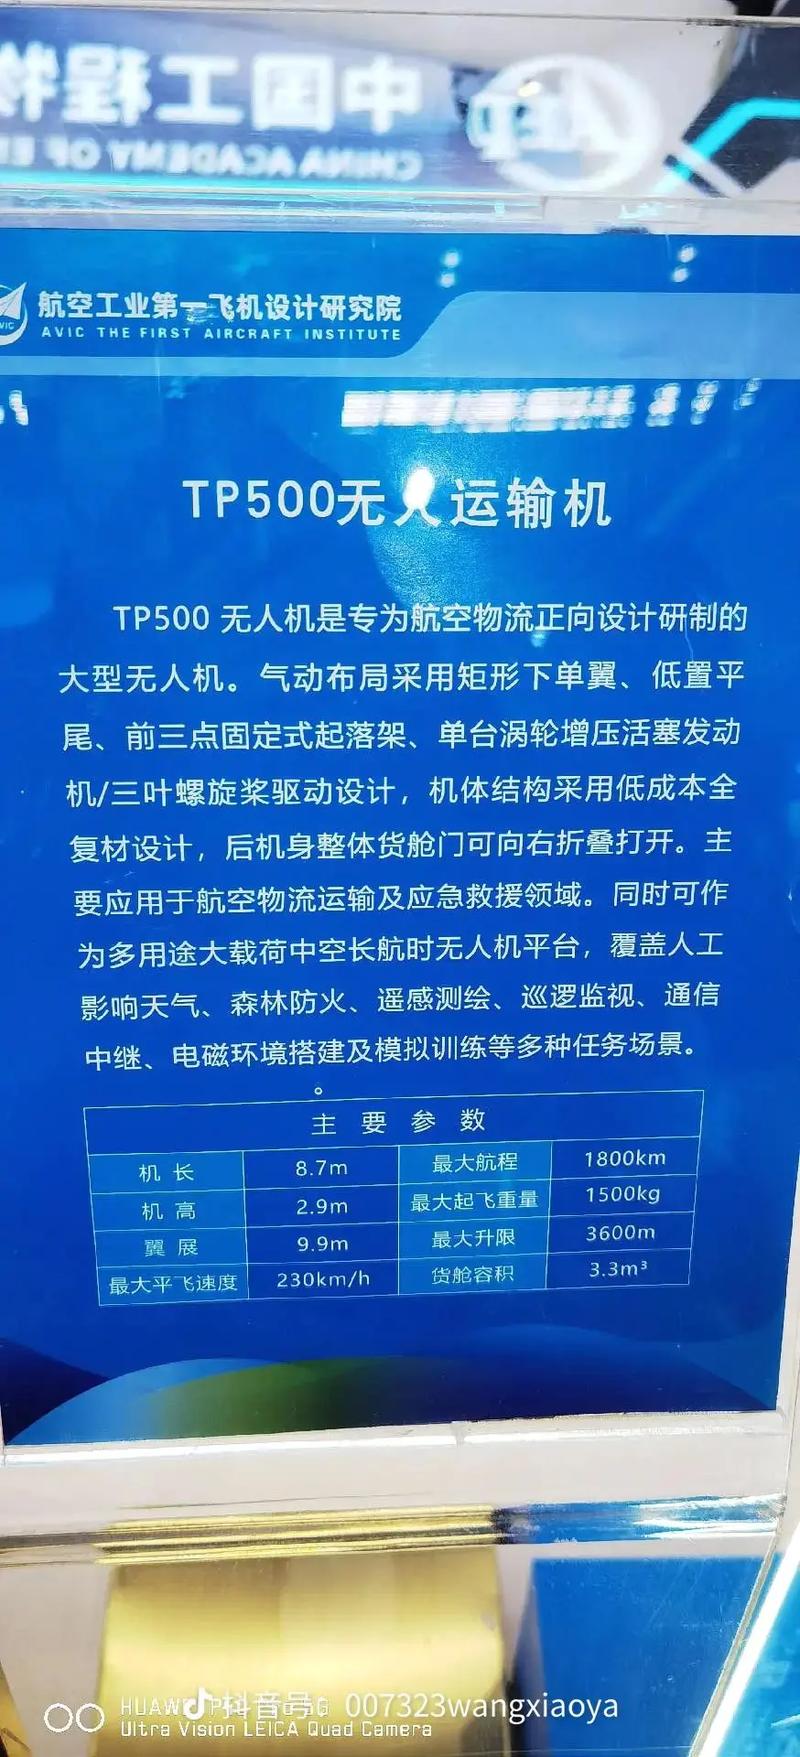 中国工程物
CHINA ACADEMY OF E
航空工业第一飞机设计研究院
AVIC THE FIRST AIRCRAFT INSTITUTE
AVIC
TP500无人运输机
TP500 无人机是专为航空物流正向设计研制的
大型无人机。气动布局采用矩形下单翼、低置平
尾、前三点固定式起落架、单台涡轮增压活塞发动
机/三叶螺旋桨驱动设计，机体结构采用低成本全
复材设计，后机身整体货舱门可向右折叠打开。主
要应用于航空物流运输及应急救援领域。同时可作
为多用途大载荷中空长航时无人机平台，覆盖人工
影响天气、森林防火、遥感测绘、巡逻监视、通信
中继、电磁环境搭建及模拟训练等多种任务场景。
。
主要参数
机长 8.7m 最大航程 1800km
机高 2.9m 最大起飞重量 1500kg
翼展 9.9m 最大升限 3600m
最大平飞速度 230km/h 货舱容积 3.3m³
抖音号: 007323wangxiaoya
Ultra Vision LEICA Quad Camera